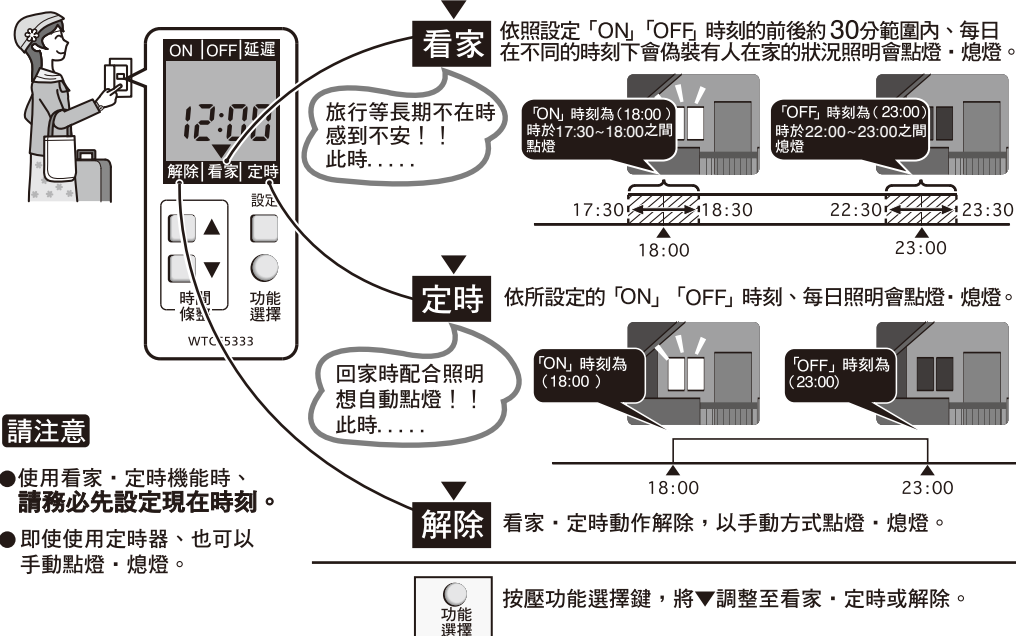 ON OFF 延遲
12:00
解除 看家 定時
設定
▲
▼
時間
條整
功能
選擇
WTC55333
看家
依照設定「ON」「OFF」時刻的前後約30分範圍內、每日
在不同的時刻下會偽裝有人在家的狀況照明會點燈・熄燈。
旅行等長期不在時
感到不安!!
此時.....
「ON」時刻為(18:00)
時於17:30~18:00之間
點燈
「OFF」時刻為(23:00)
時於22:00~23:00之間
熄燈
17:30 18:30 22:30 23:30
18:00 23:00
定時
依所設定的「ON」「OFF」時刻、每日照明會點燈・熄燈。
回家時配合照明
想自動點燈!!
此時.....
「ON」時刻為
(18:00)
「OFF」時刻為
(23:00)
18:00 23:00
請注意
●使用看家・定時機能時、
請務必先設定現在時刻。
●即使使用定時器、也可以
手動點燈・熄燈。
解除
看家・定時動作解除,以手動方式點燈・熄燈。
功能
選擇
按壓功能選擇鍵,將▼調整至看家・定時或解除。